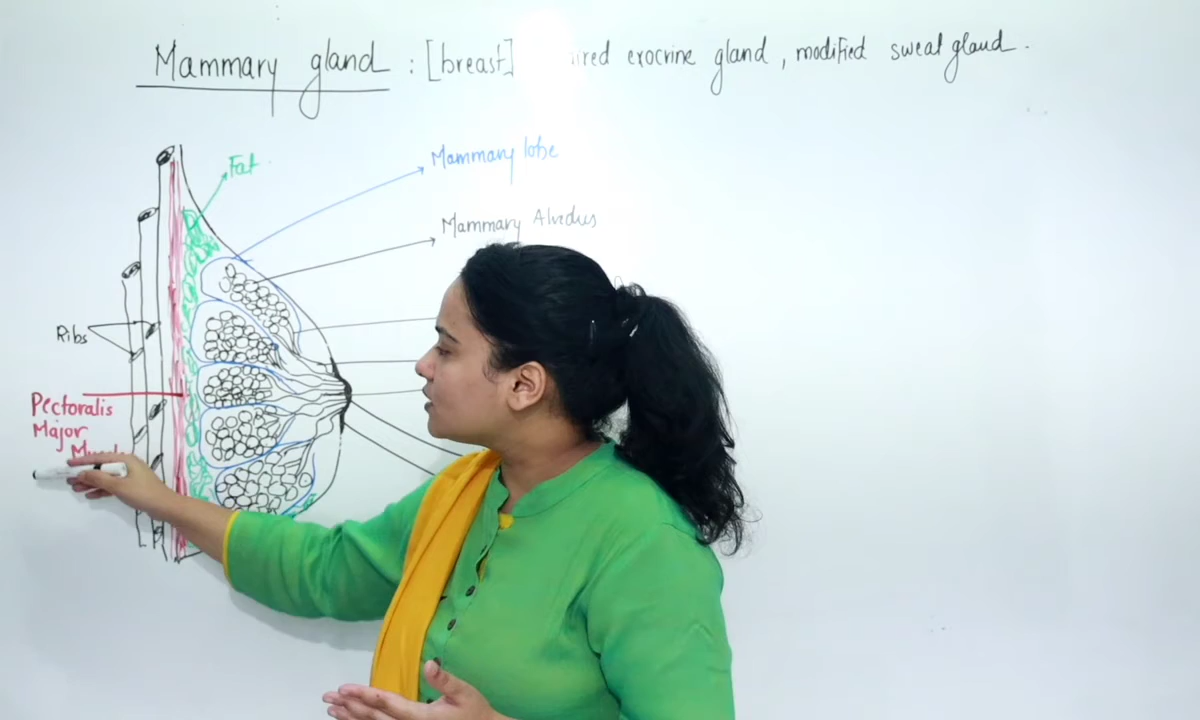 Mammary gland : [breast] ired exocrine gland , modified sweat gland .
Fat
Mammary lobe
Mammary Alveolus
Ribs
Pectoralis
Major